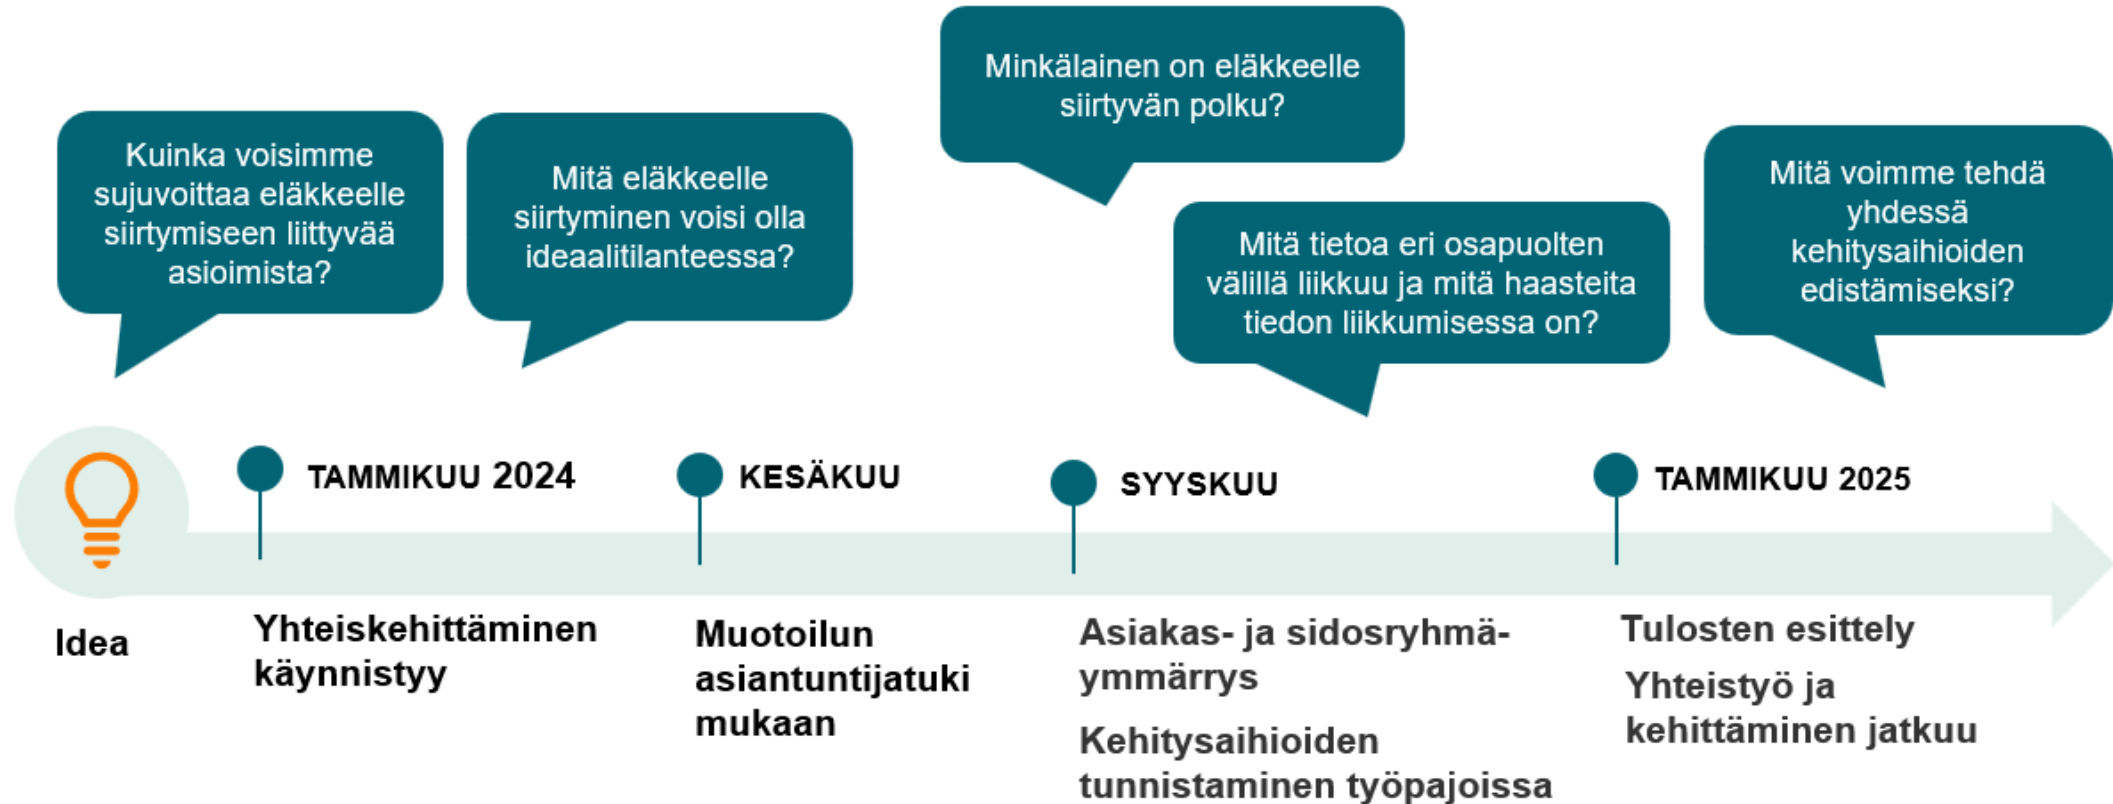 Kuinka voisimme
sujuvoittaa eläkkeelle
siirtymiseen liittyvää
asioimista?
Mitä eläkkeelle
siirtyminen voisi olla
ideaalitilanteessa?
Minkälainen on eläkkeelle
siirtyvän polku?
Mitä tietoa eri osapuolten
välillä liikkuu ja mitä haasteita
tiedon liikkumisessa on?
Mitä voimme tehdä
yhdessä
kehitysaihioiden
edistämiseksi?
TAMMIKUU 2024
KESÄKUU
SYYSKUU
TAMMIKUU 2025
Idea
Yhteiskehittäminen
käynnistyy
Muotoilun
asiantuntijatuki
mukaan
Asiakas- ja sidosryhmä-
ymmärrys
Kehitysaihioiden
tunnistaminen työpajoissa
Tulosten esittely
Yhteistyö ja
kehittäminen jatkuu